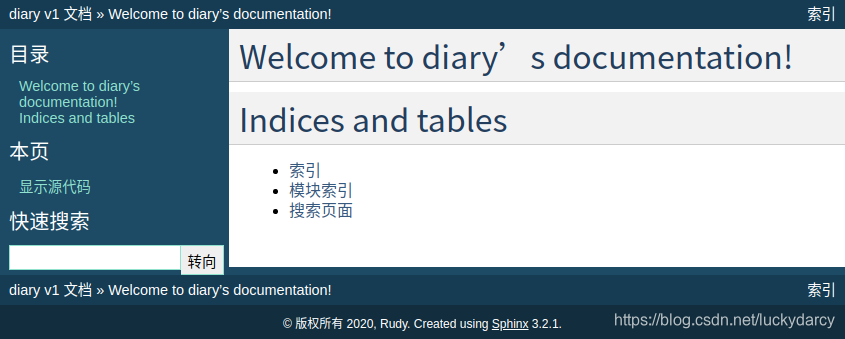 diary v1 文档 » Welcome to diary's documentation!
索引
目录
Welcome to diary's
documentation!
Indices and tables
本页
显示源代码
快速搜索
转向
Welcome to diary’s documentation!
Indices and tables
索引
模块索引
搜索页面
diary v1 文档 » Welcome to diary's documentation!
索引
© 版权所有 2020, Rudy. Created using Sphinx 3.2.1.
https://blog.csdn.net/luckydarcy